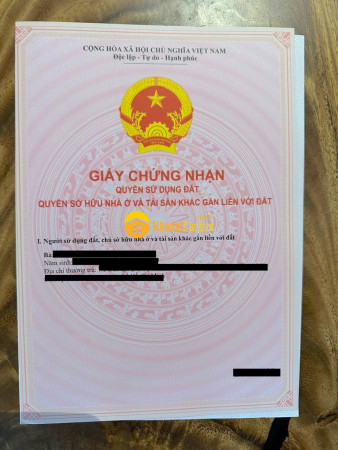 CỘNG HÒA XÃ HỘI CHỦ NGHĨA VIỆT NAM
Độc lập - Tự do - Hạnh phúc
GIẤY CHỨNG NHẬN
QUYỀN SỬ DỤNG ĐẤT
QUYỀN SỞ HỮU NHÀ Ở VÀ TÀI SẢN KHÁC GẮN LIỀN VỚI ĐẤT
I. Người sử dụng đất, chủ sở hữu nhà ở và tài sản khác gắn liền với đất
Bà
Năm sinh:
Địa chỉ thường trú: